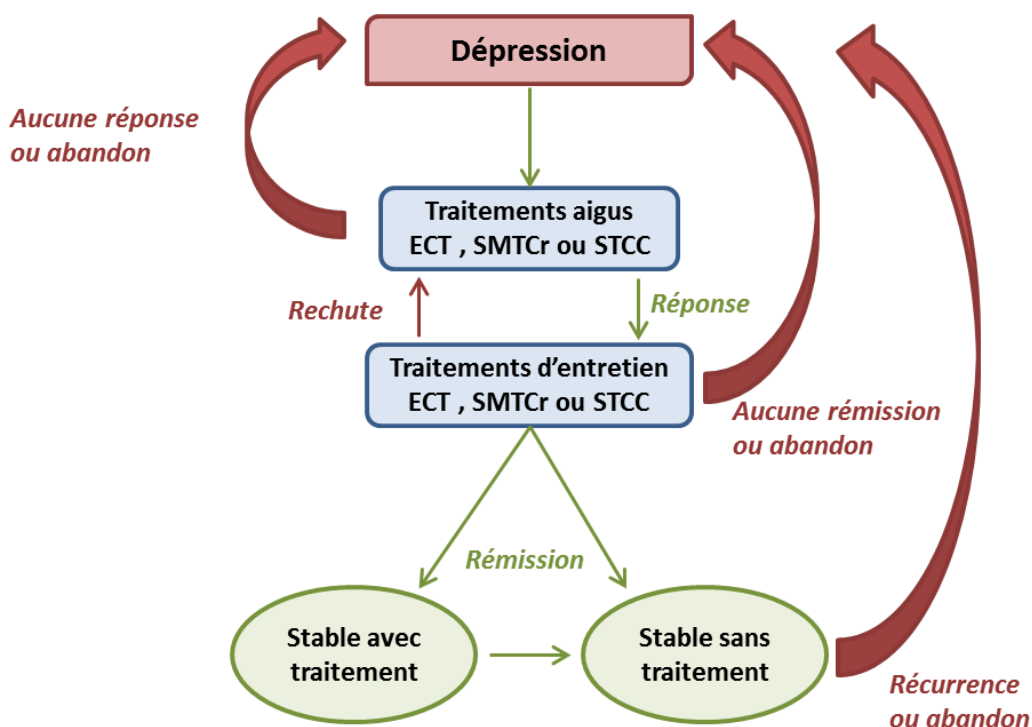 Dépression
Aucune réponse
ou abandon
Traitements aigus
ECT , SMTCr ou STCC
Rechute
Réponse
Traitements d’entretien
ECT , SMTCr ou STCC
Aucune rémission
ou abandon
Rémission
Stable avec
traitement
Stable sans
traitement
Récurrence
ou abandon